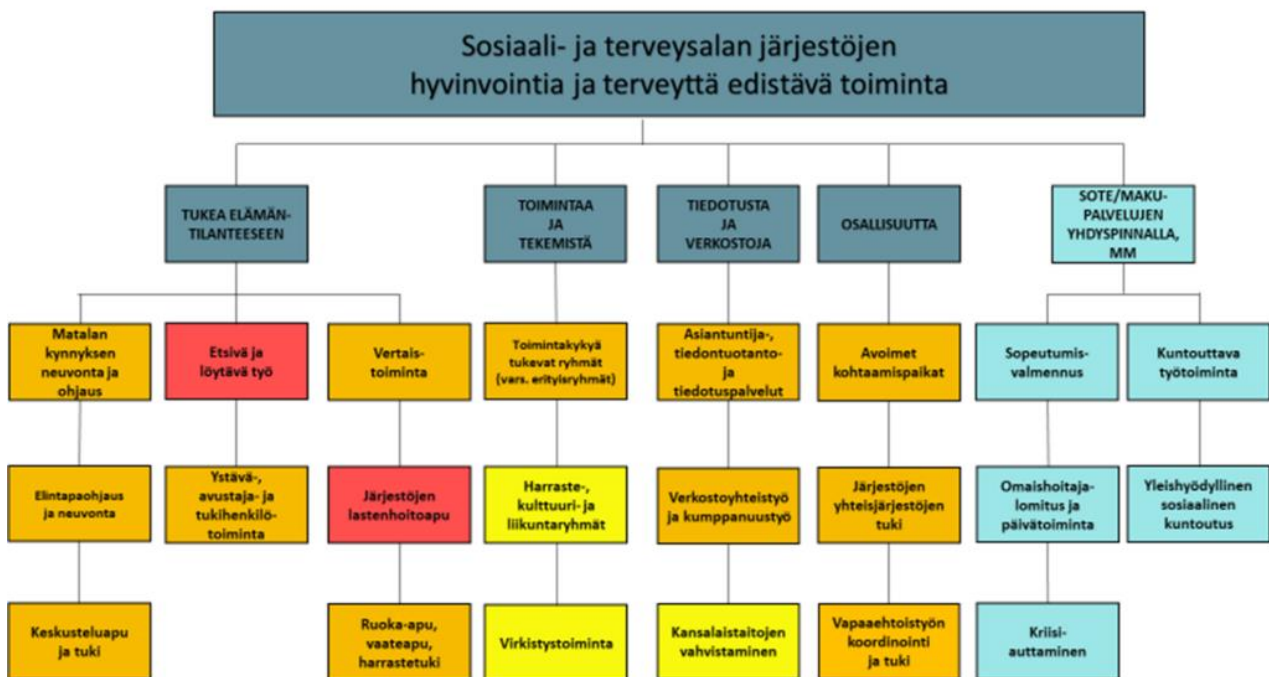 Sosiaali- ja terveysalan järjestöjen
hyvinvointia ja terveyttä edistävä toiminta
TUKEA ELÄMÄN-
TILANTEESEEN
TOIMINTAA
JA
TEKEMISTÄ
TIEDOTUSTA
JA
VERKOSTOJA
OSALLISUUTTA
SOTE/MAKU-
PALVELUJEN
YHDYSPINNALLA,
MM
Matalan
kynnyksen
neuvonta ja
ohjaus
Etsivä ja
löytävä työ
Vertais-
toiminta
Toimintakykyä
tukevat ryhmät
(vars. erityisryhmät)
Asiantuntija-,
tiedontuotanto-
ja
tiedotuspalvelut
Avoimet
kohtaamispaikat
Sopeutumis-
valmennus
Kuntouttava
työtoiminta
Elintapaohjaus
ja neuvonta
Ystävä-,
avustaja- ja
tukihenkilö-
toiminta
Järjestöjen
lastenhoitoapu
Harraste-,
kulttuuri- ja
liikuntaryhmät
Verkostoyhteistyö
ja kumppanuustyö
Järjestöjen
yhteisjärjestöjen
tuki
Omaishoitaja-
lomitus ja
päivätoiminta
Yleishyödyllinen
sosiaalinen
kuntoutus
Keskusteluapu
ja tuki
Ruoka-apu,
vaateapu,
harrastetuki
Virkistystoiminta
Kansalaistaitojen
vahvistaminen
Vapaaehtoistyön
koordinointi
ja tuki
Kriisi-
auttaminen